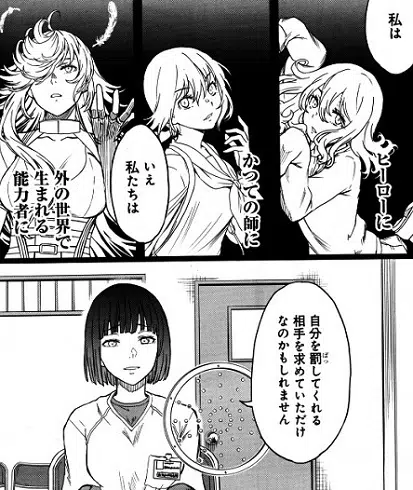 私は
ヒーローに
かつての師に
いえ
私たちは
外の世界で
生まれる
能力者に
自分を罰してくれる
ばっ
相手を求めていただけ
なのかもしれません